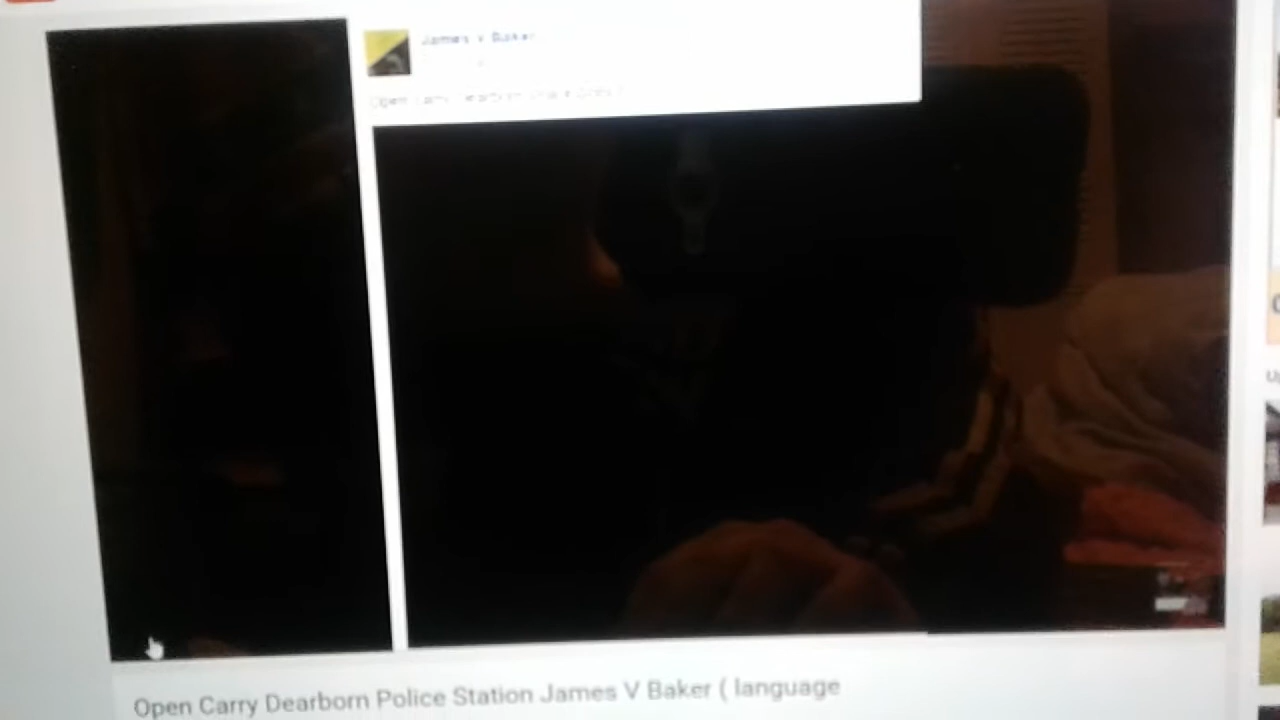 James v Baker
Open Carry Dearborn Police Station James V Baker ( language